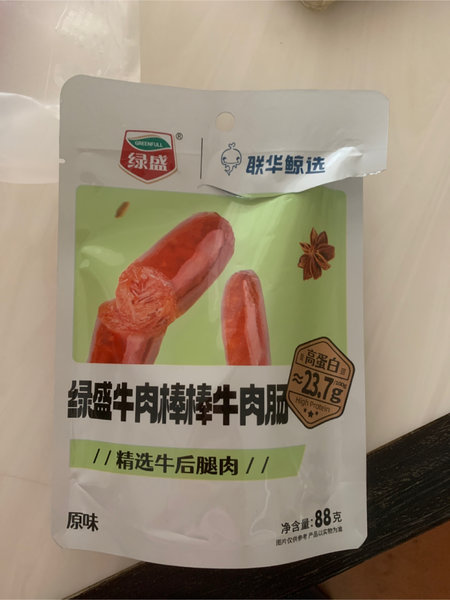 GREENFULL
绿盛®
联华鲸选
高蛋白
≈23.7g
/100g
High Protein
绿盛牛肉棒棒牛肉肠
//精选牛后腿肉//
原味
净含量:88克
图片仅供参考 产品以实物为准